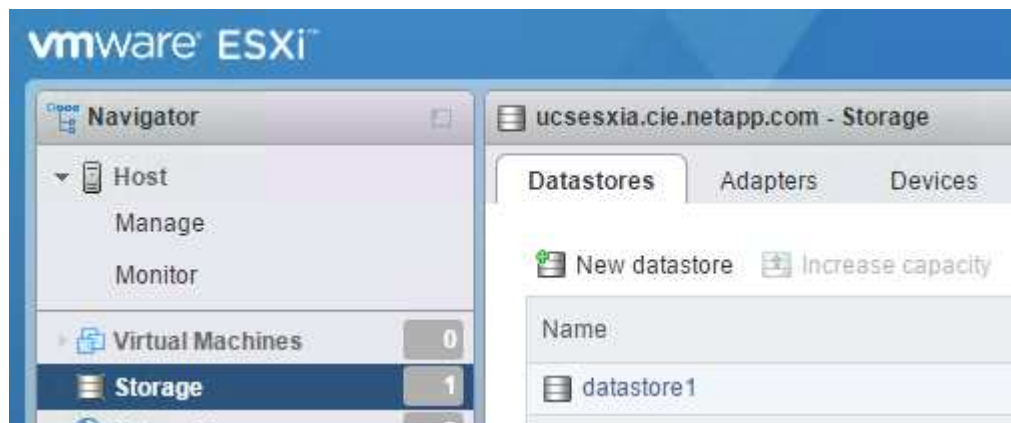 vmware ESXi™
Navigator
ucsesxia.cie.netapp.com - Storage
Host
Manage
Monitor
Virtual Machines 0
Storage 1
Datastores Adapters Devices
New datastore Increase capacity
Name
datastore1